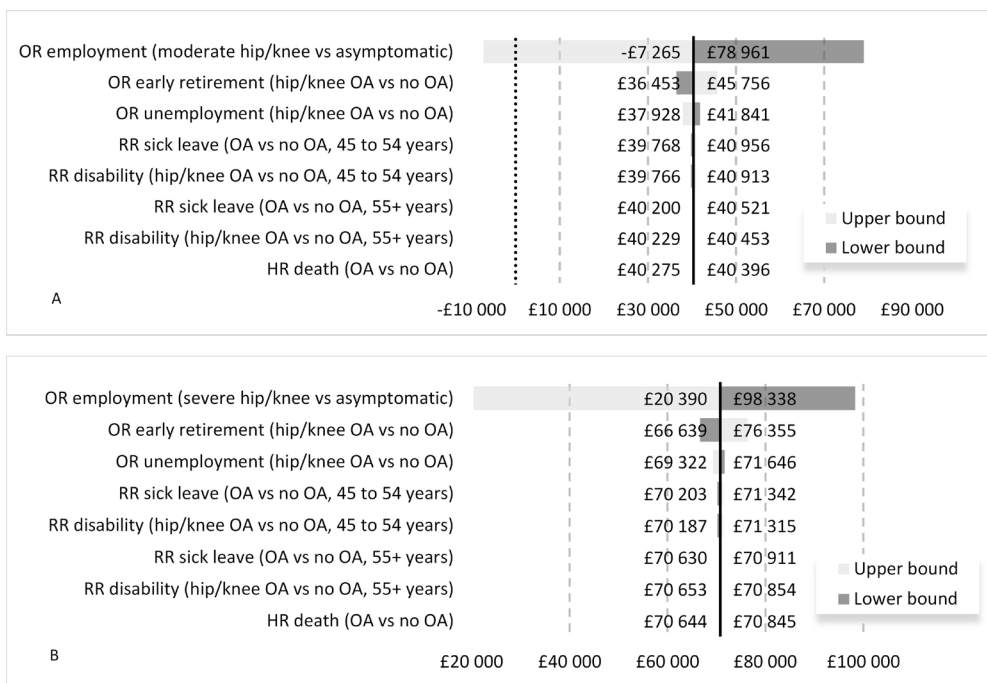 OR employment (moderate hip/knee vs asymptomatic) -£7 265 £78 961
OR early retirement (hip/knee OA vs no OA) £36 453 £45 756
OR unemployment (hip/knee OA vs no OA) £37 928 £41 841
RR sick leave (OA vs no OA, 45 to 54 years) £39 768 £40 956
RR disability (hip/knee OA vs no OA, 45 to 54 years) £39 766 £40 913
RR sick leave (OA vs no OA, 55+ years) £40 200 £40 521
Upper bound
RR disability (hip/knee OA vs no OA, 55+ years) £40 229 £40 453
Lower bound
HR death (OA vs no OA) £40 275 £40 396
A
-£10 000 £10 000 £30 000 £50 000 £70 000 £90 000
OR employment (severe hip/knee vs asymptomatic) £20 390 £98 338
OR early retirement (hip/knee OA vs no OA) £66 639 £76 355
OR unemployment (hip/knee OA vs no OA) £69 322 £71 646
RR sick leave (OA vs no OA, 45 to 54 years) £70 203 £71 342
RR disability (hip/knee OA vs no OA, 45 to 54 years) £70 187 £71 315
RR sick leave (OA vs no OA, 55+ years) £70 630 £70 911
Upper bound
RR disability (hip/knee OA vs no OA, 55+ years) £70 653 £70 854
Lower bound
HR death (OA vs no OA) £70 644 £70 845
B
£20 000 £40 000 £60 000 £80 000 £100 000